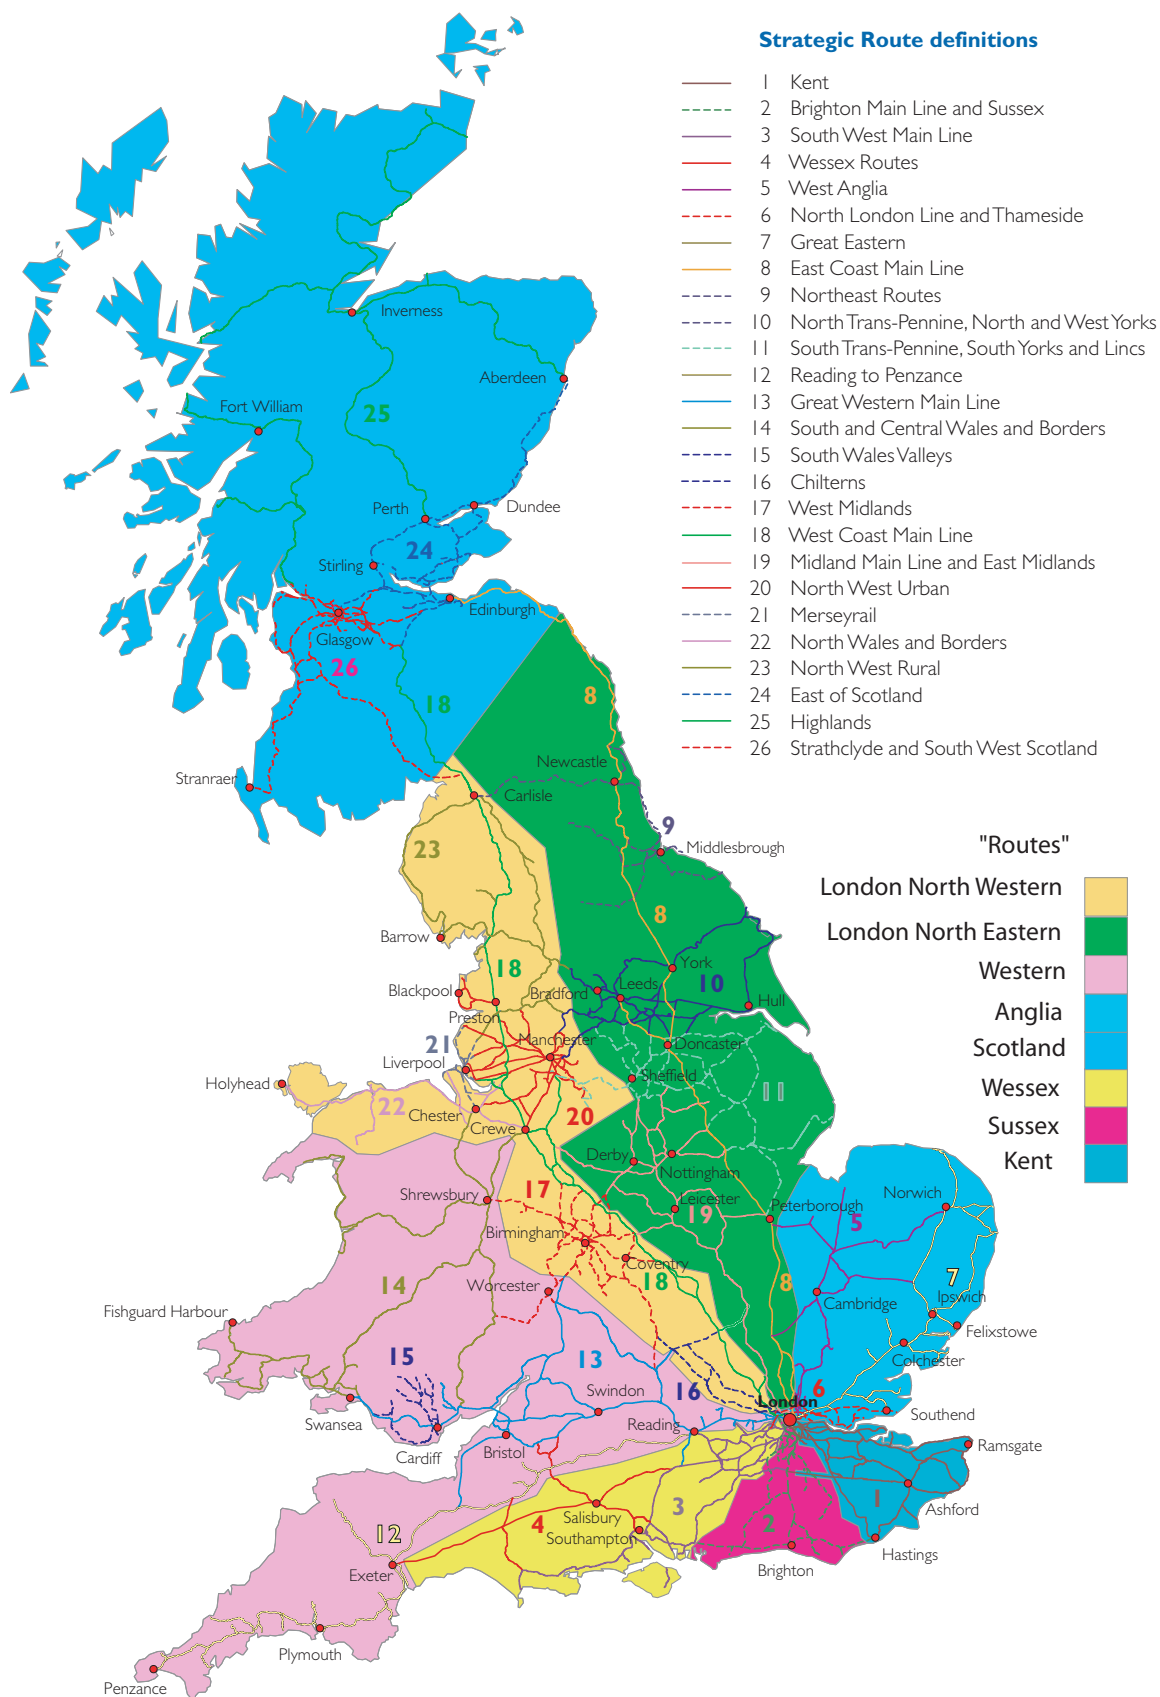 Strategic Route definitions
1 Kent
2 Brighton Main Line and Sussex
3 South West Main Line
4 Wessex Routes
5 West Anglia
6 North London Line and Thameside
7 Great Eastern
8 East Coast Main Line
9 Northeast Routes
10 North Trans-Pennine, North and West Yorks
11 South Trans-Pennine, South Yorks and Lincs
12 Reading to Penzance
13 Great Western Main Line
14 South and Central Wales and Borders
15 South Wales Valleys
16 Chilterns
17 West Midlands
18 West Coast Main Line
19 Midland Main Line and East Midlands
20 North West Urban
21 Merseyrail
22 North Wales and Borders
23 North West Rural
24 East of Scotland
25 Highlands
26 Strathclyde and South West Scotland
"Routes"
London North Western
London North Eastern
Western
Anglia
Scotland
Wessex
Sussex
Kent
Inverness
Aberdeen
Fort William
25
Perth
Dundee
24
Stirling
Edinburgh
Glasgow
26
8
18
Newcastle
Stranraer
Carlisle
9
23
Middlesbrough
8
Barrow
York
18
10
Blackpool
Bradford
Leeds
Hull
Preston
21
Manchester
Doncaster
Liverpool
Sheffield
Holyhead
11
22
Chester
20
Crewe
Derby
Nottingham
17
Shrewsbury
Leicester
Norwich
19
Peterborough
5
Birmingham
Coventry
14
Worcester
18
8
7
Ipswich
Cambridge
Fishguard Harbour
Felixstowe
15
13
Colchester
16
6
Swindon
London
Southend
Swansea
Reading
Cardiff
Bristol
Ramsgate
1
3
Ashford
Salisbury
4
2
12
Southampton
Hastings
Exeter
Brighton
Plymouth
Penzance